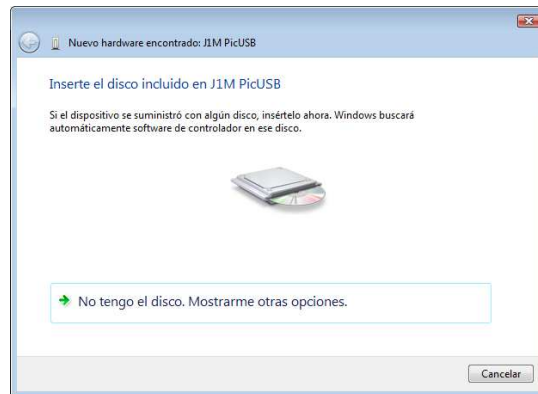 Nuevo hardware encontrado: J1M PicUSB
Inserte el disco incluido en J1M PicUSB
Si el dispositivo se suministró con algún disco, insértelo ahora. Windows buscará
automáticamente software de controlador en ese disco.
No tengo el disco. Mostrarme otras opciones.
Cancelar